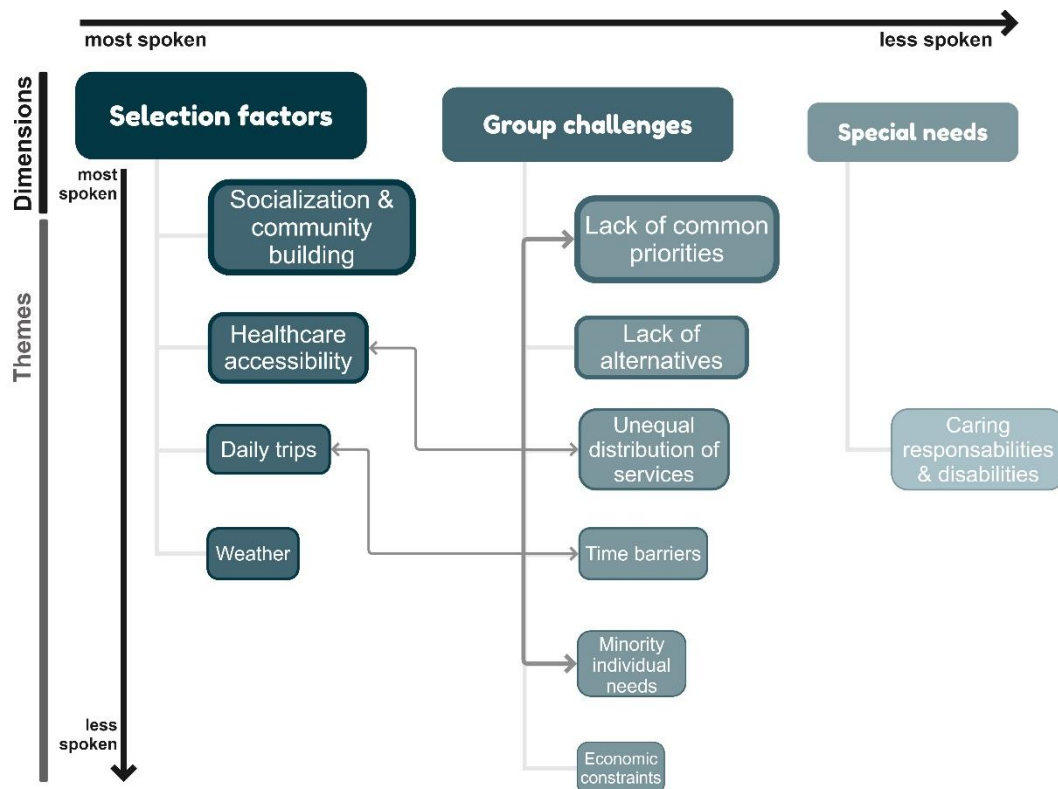 most spoken
less spoken
Dimensions
Themes
most
spoken
less
spoken
Selection factors
Socialization &
community
building
Healthcare
accessibility
Daily trips
Weather
Group challenges
Lack of common
priorities
Lack of
alternatives
Unequal
distribution of
services
Time barriers
Minority
individual
needs
Economic
constraints
Special needs
Caring
responsabilities
& disabilities